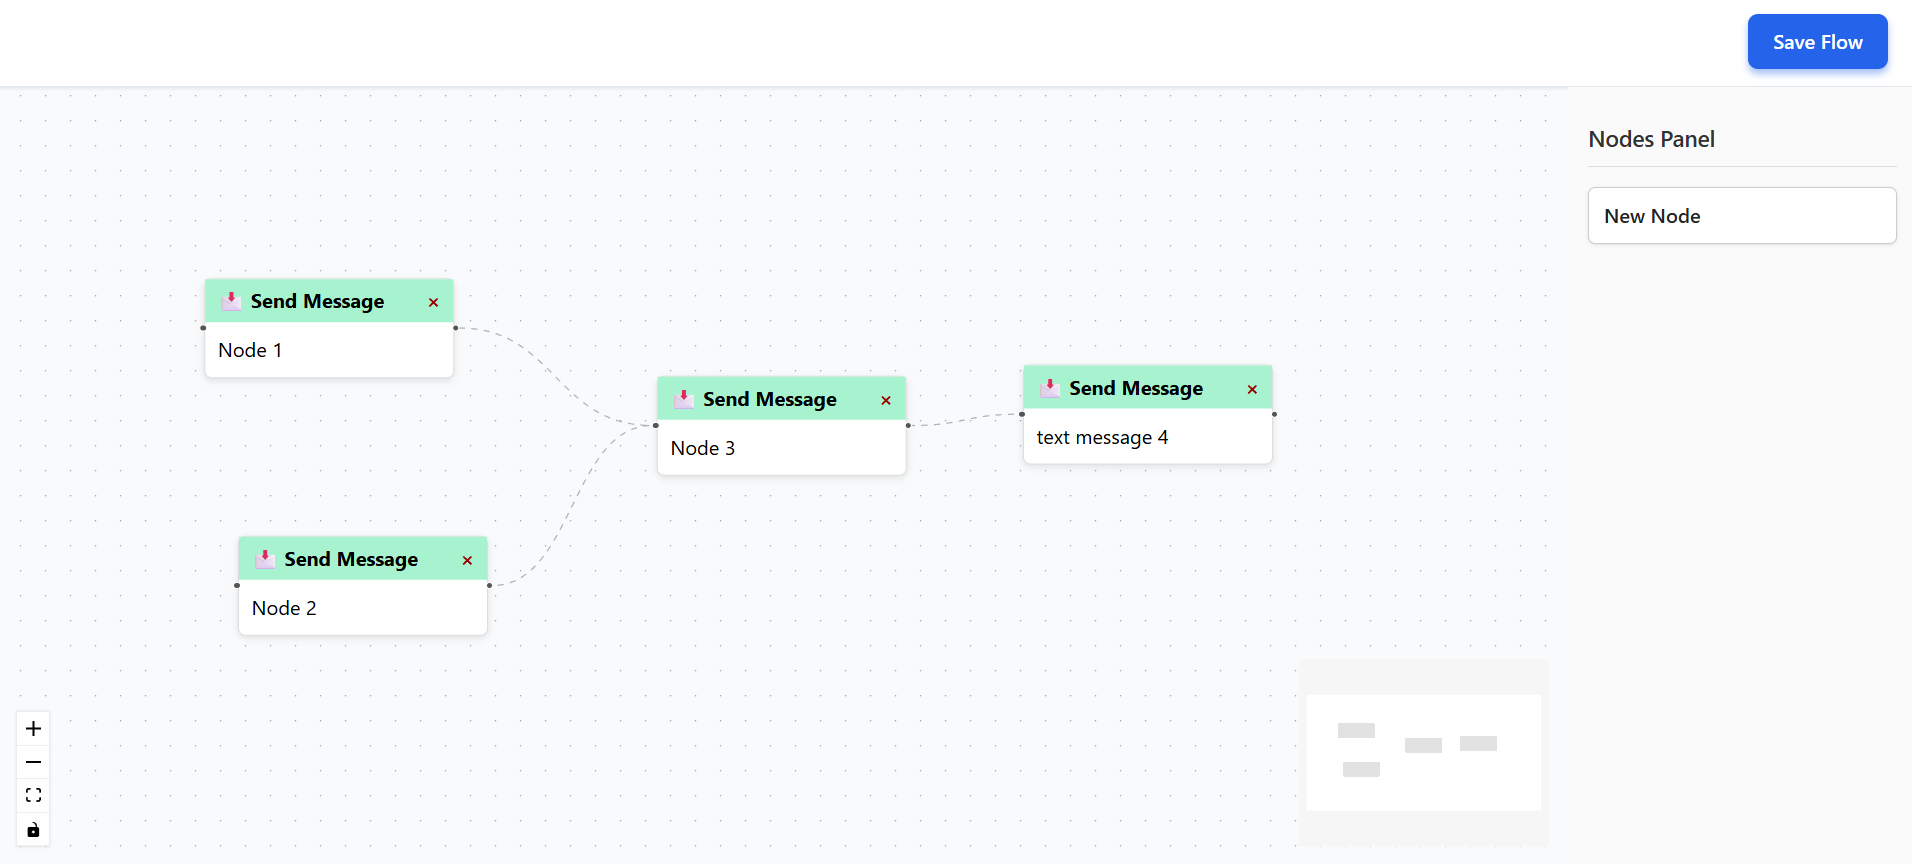 Save Flow
Nodes Panel
New Node
Send Message ×
Node 1
Send Message ×
Node 3
Send Message ×
text message 4
Send Message ×
Node 2